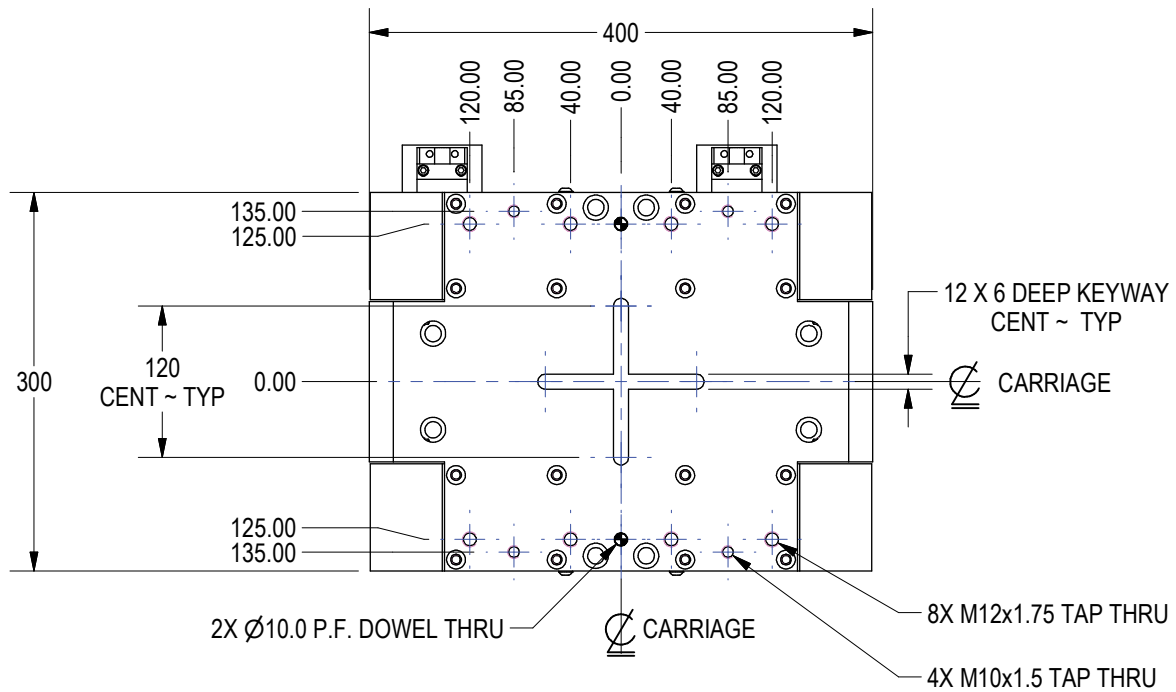 400
120.00
85.00
40.00
0.00
40.00
85.00
120.00
135.00
125.00
12 X 6 DEEP KEYWAY
CENT ~ TYP
300
120
CENT ~ TYP
0.00
CARRIAGE
125.00
135.00
2X Ø10.0 P.F. DOWEL THRU
CARRIAGE
8X M12x1.75 TAP THRU
4X M10x1.5 TAP THRU